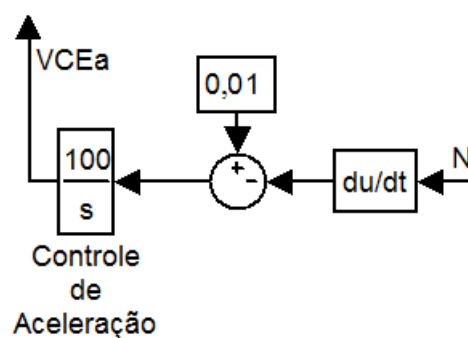 VCEa
0,01
+
-
100
s
du/dt
N
Controle
de
Aceleração